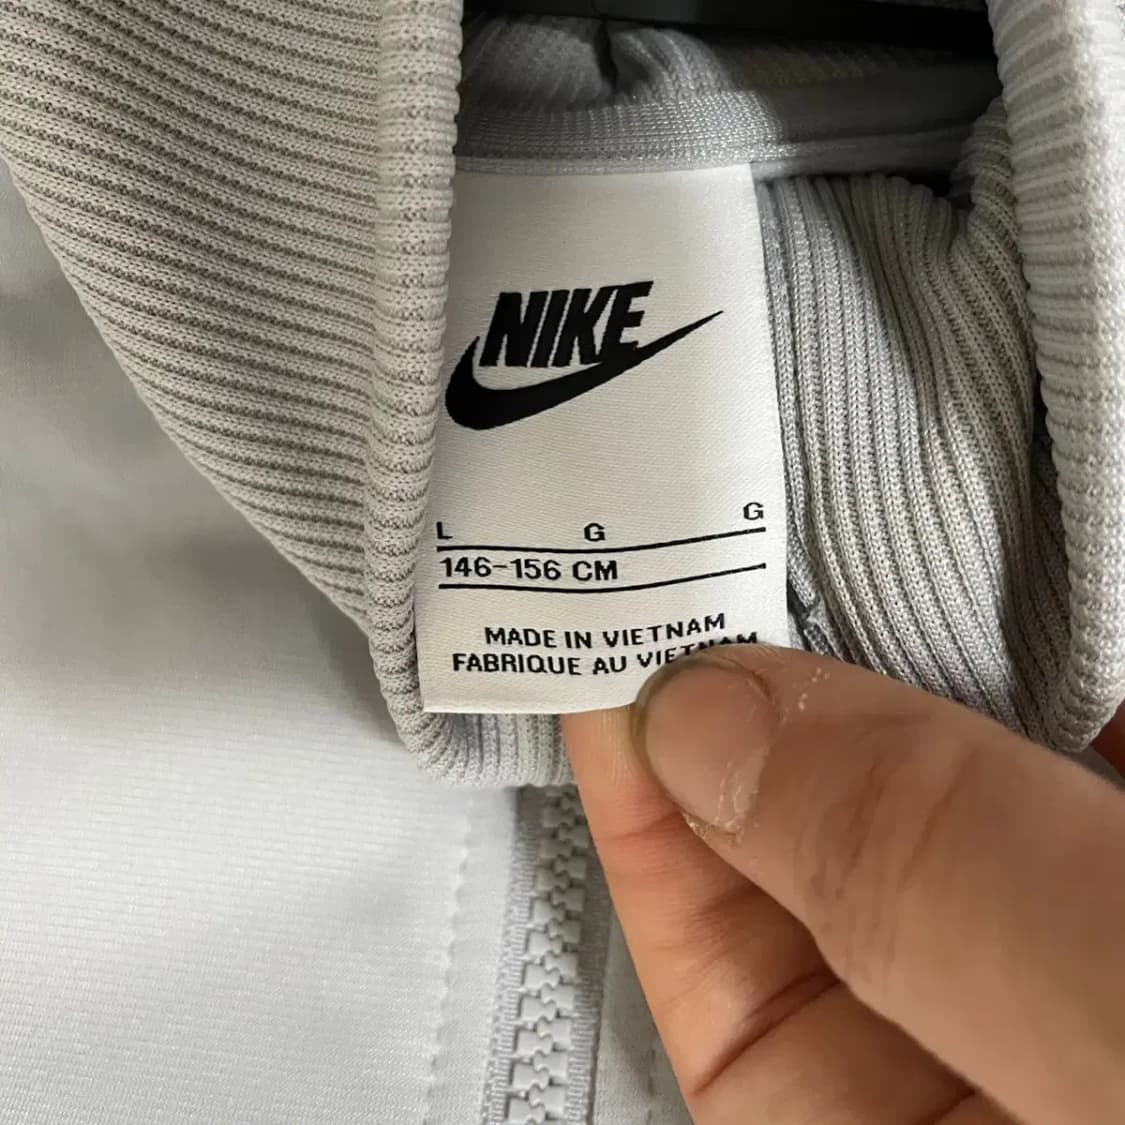 NIKE
L G G
146-156 CM
MADE IN VIETNAM
FABRIQUE AU VIETNAM